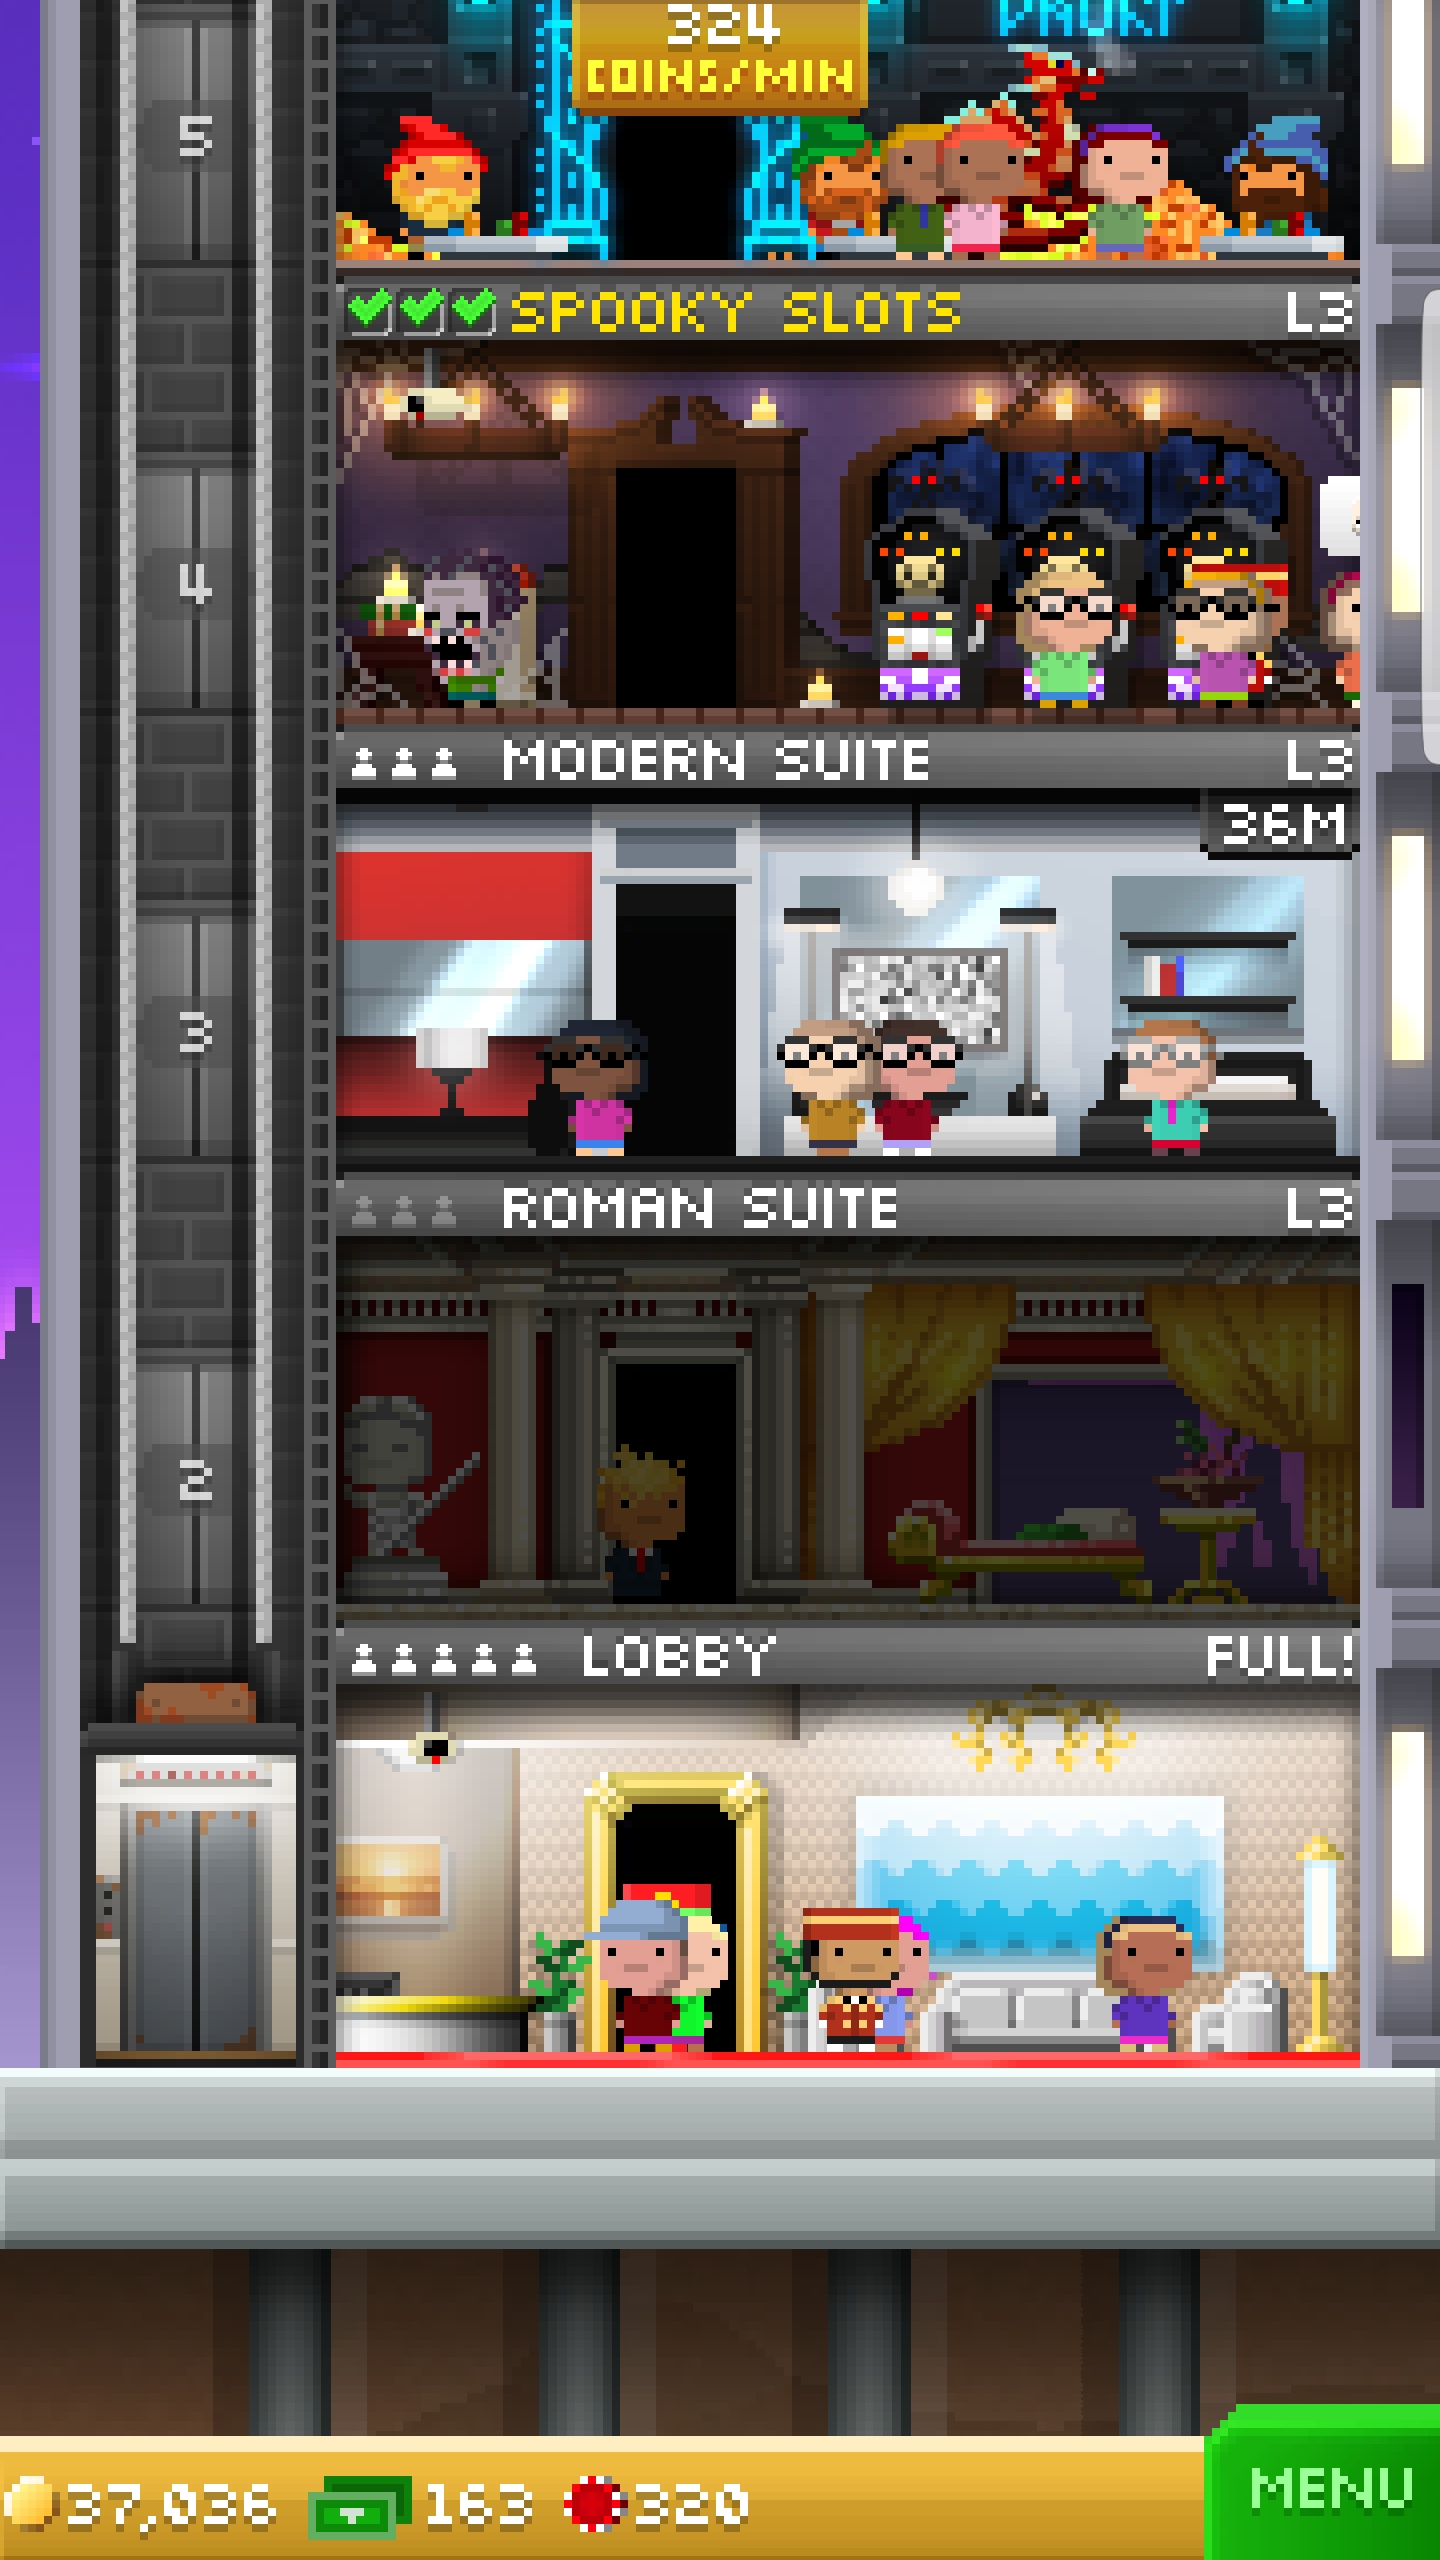 324
COINS/MIN
5
SPOOKY SLOTS L3
4
MODERN SUITE L3
36M
3
ROMAN SUITE L3
2
LOBBY FULL!
37,036 163 320
MENU